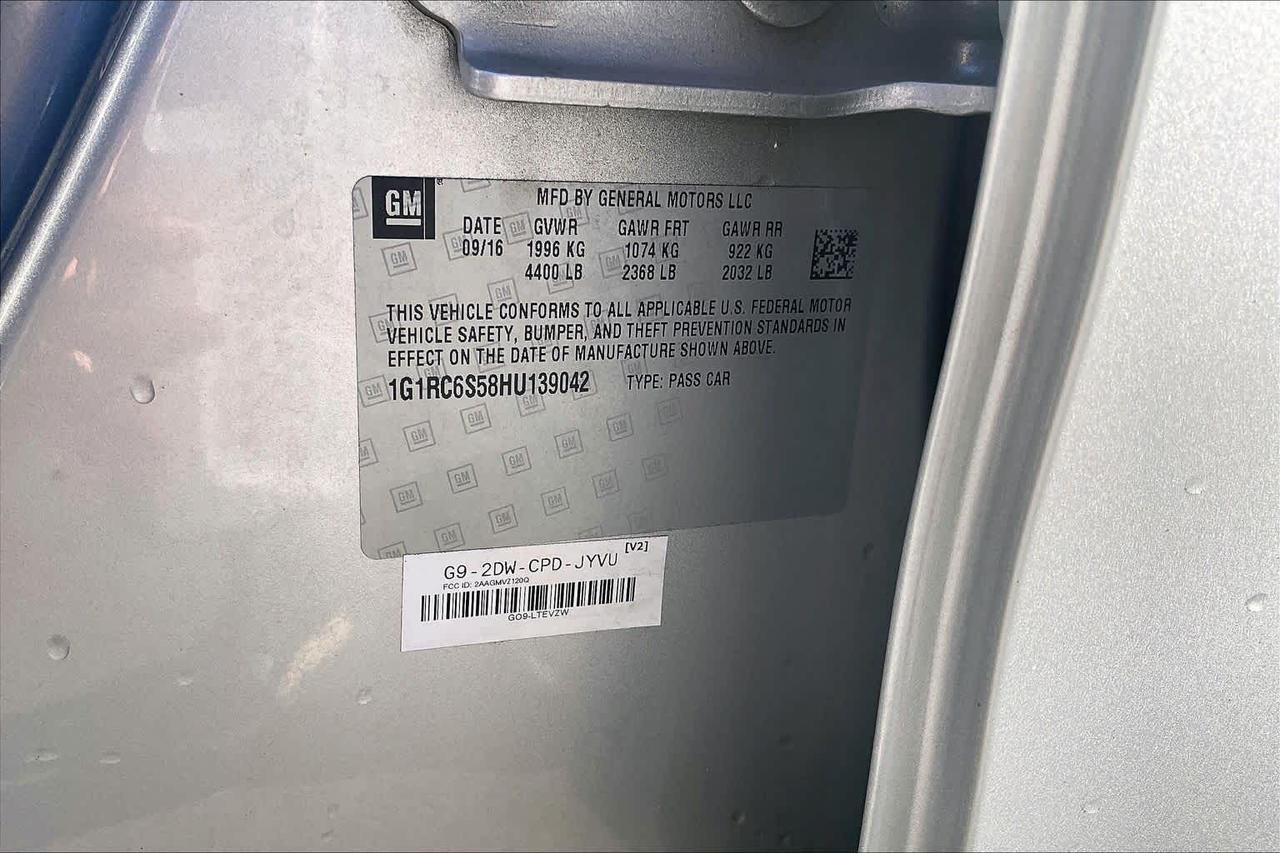 GM
MFD BY GENERAL MOTORS LLC
DATE GVWR GAWR FRT GAWR RR
09/16 1996 KG 1074 KG 922 KG
4400 LB 2368 LB 2032 LB
THIS VEHICLE CONFORMS TO ALL APPLICABLE U.S. FEDERAL MOTOR
VEHICLE SAFETY, BUMPER, AND THEFT PREVENTION STANDARDS IN
EFFECT ON THE DATE OF MANUFACTURE SHOWN ABOVE.
1G1RC6S58HU139042 TYPE: PASS CAR
G9-2DW-CPD-JYVU [V2]
FCC ID: 2AAGMVZ120Q
GO9-LTEVZW